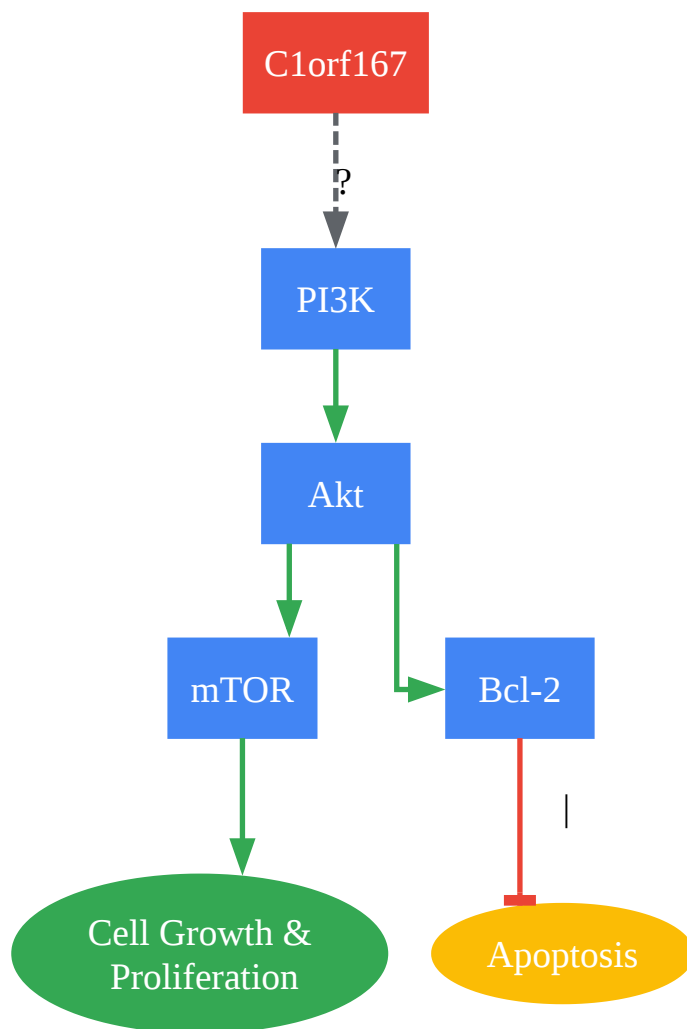 C1orf167
?
PI3K
Akt
mTOR
Bcl-2
|
Cell Growth &
Proliferation
Apoptosis